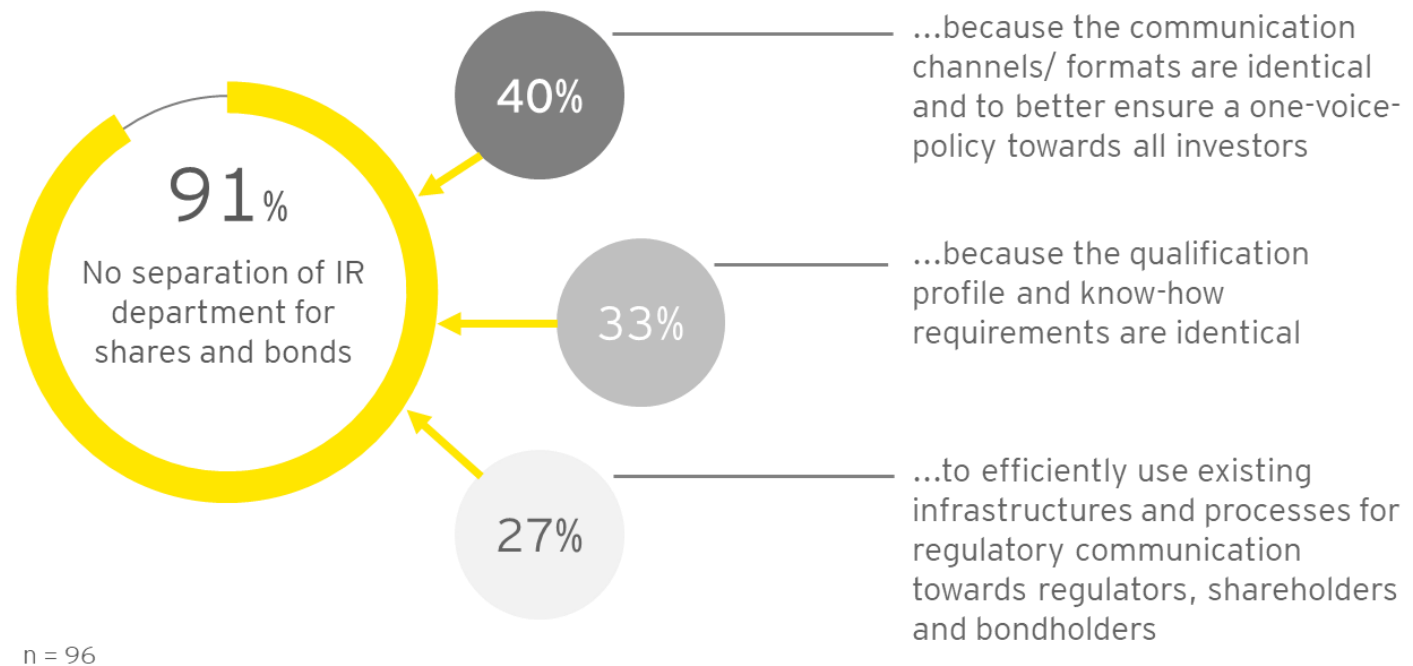 40%
...because the communication
channels/ formats are identical
and to better ensure a one-voice-
policy towards all investors
91%
No separation of IR
department for
shares and bonds
33%
...because the qualification
profile and know-how
requirements are identical
27%
...to efficiently use existing
infrastructures and processes for
regulatory communication
towards regulators, shareholders
and bondholders
n = 96